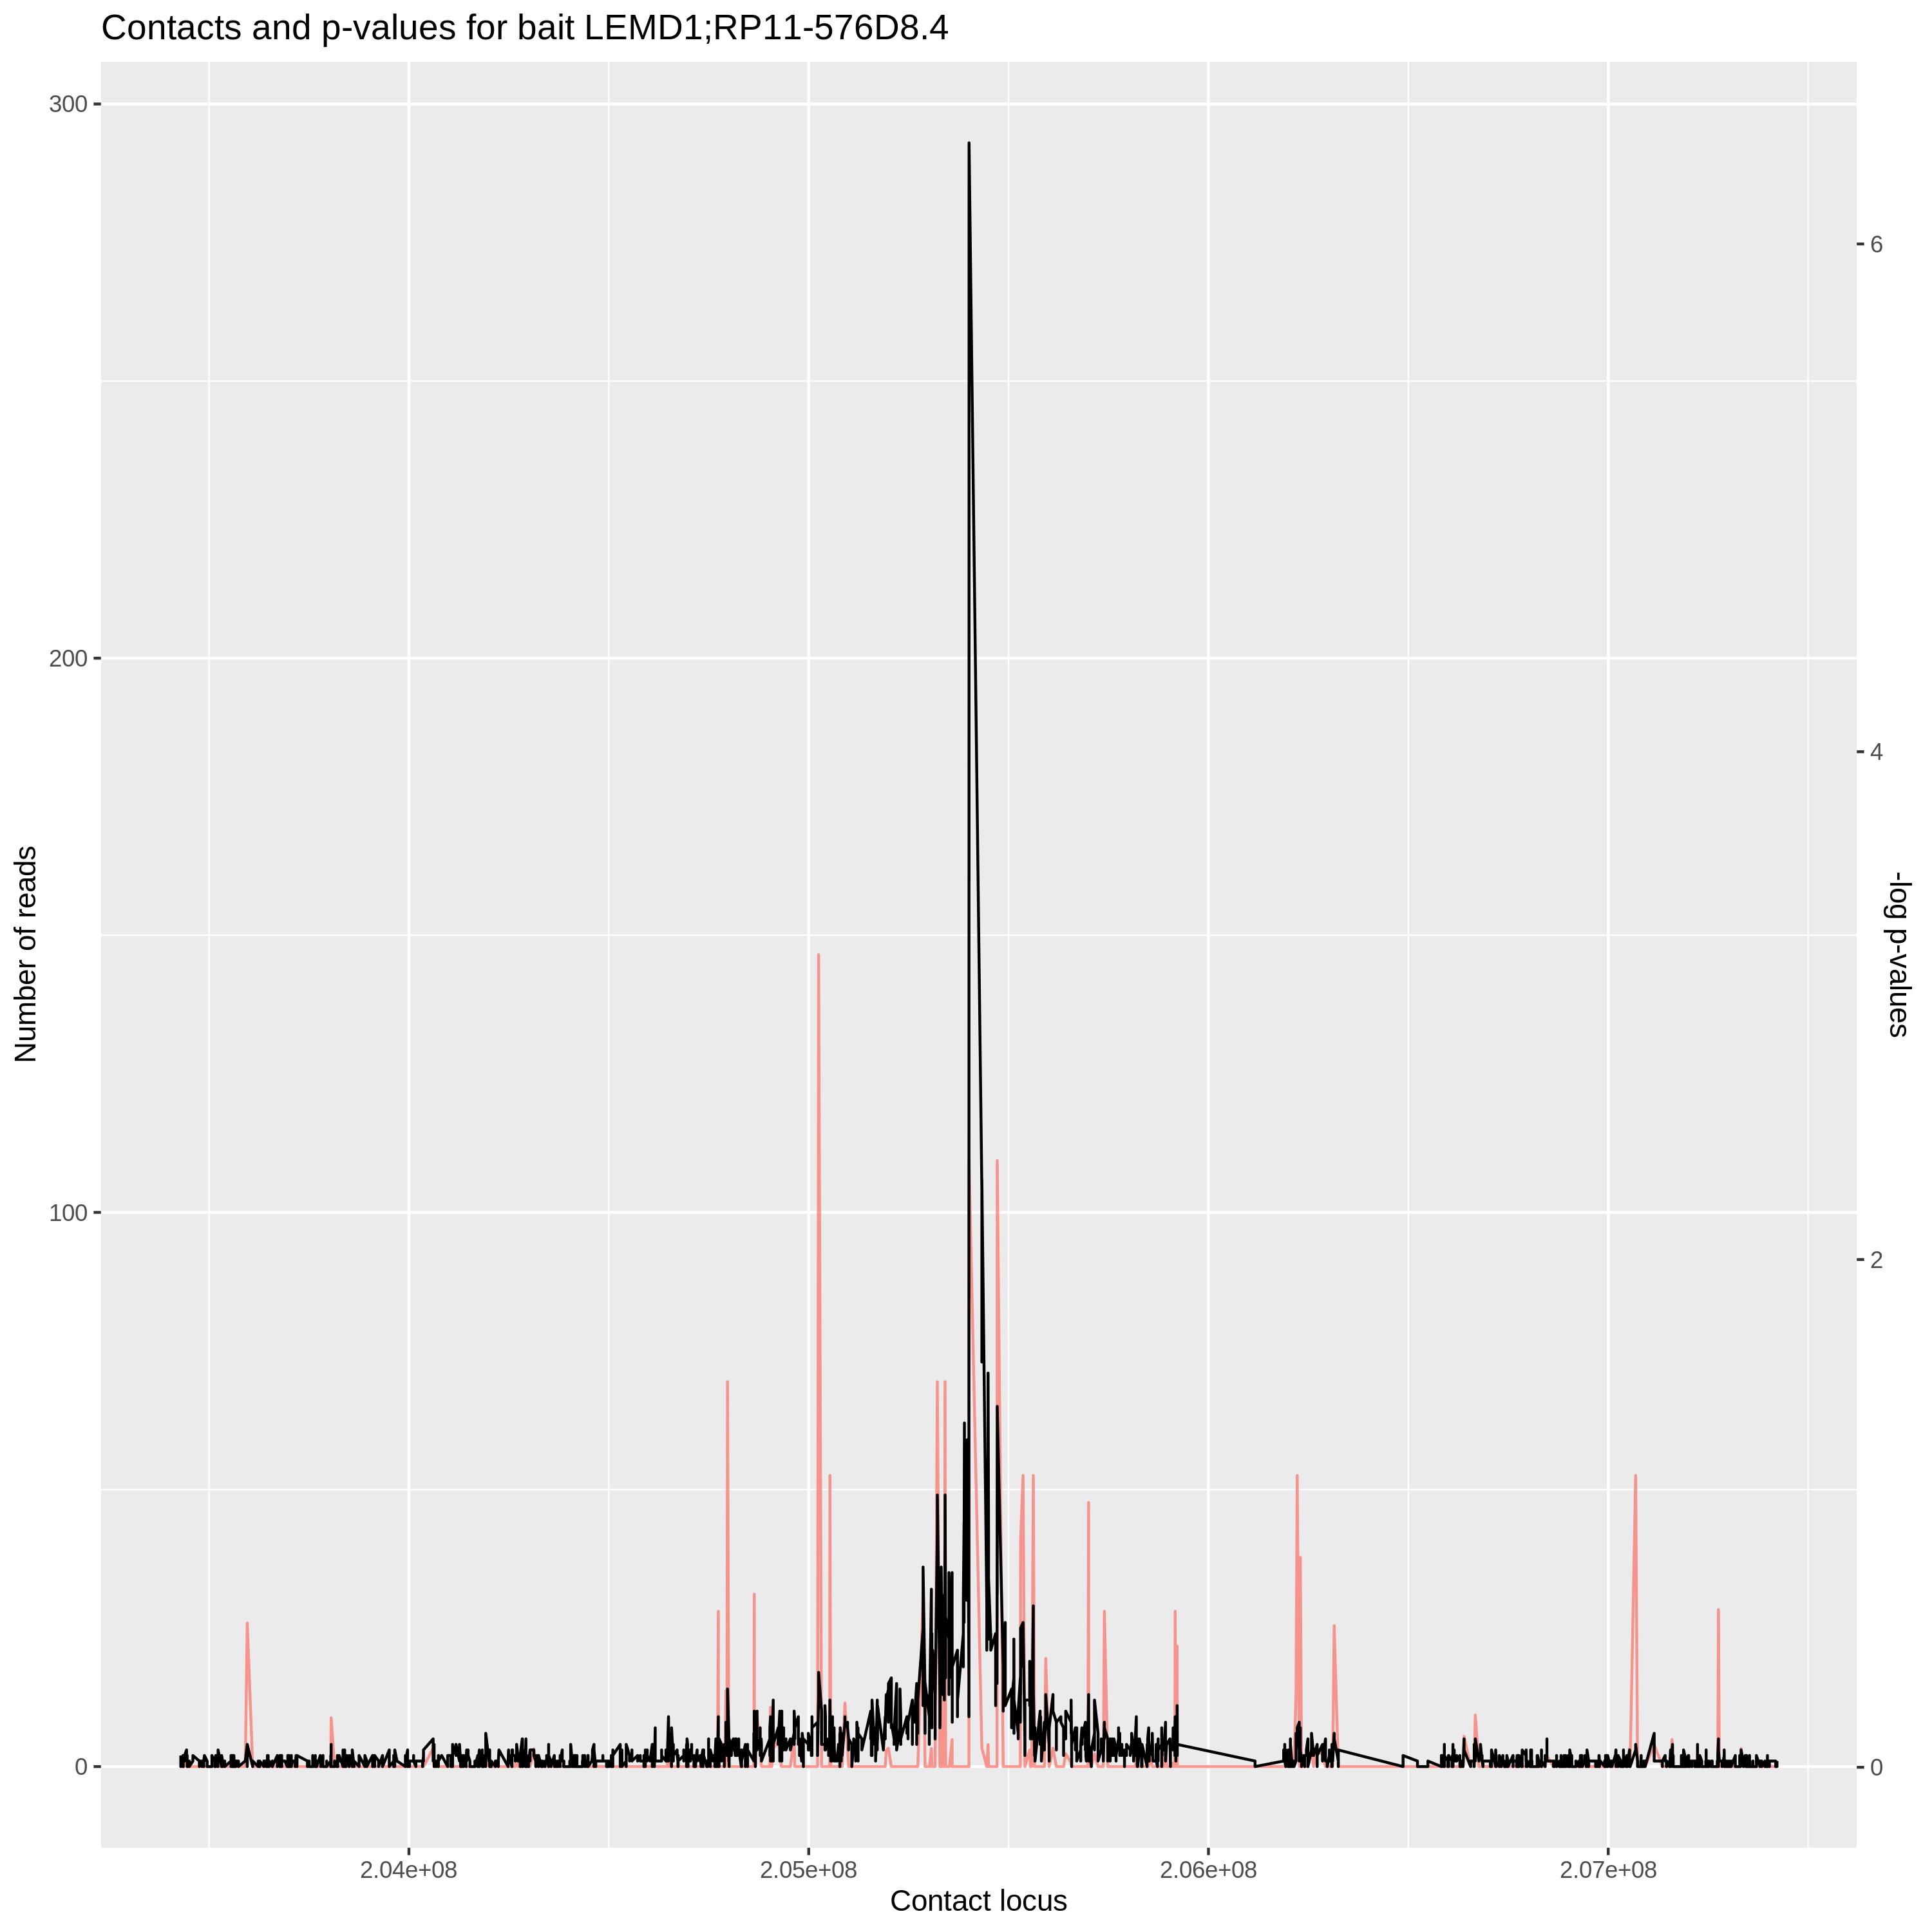 Contacts and p-values for bait LEMD1;RP11-576D8.4
300
200
100
0
Number of reads
6
4
2
0
-log p-values
2.04e+08
2.05e+08
2.06e+08
2.07e+08
Contact locus